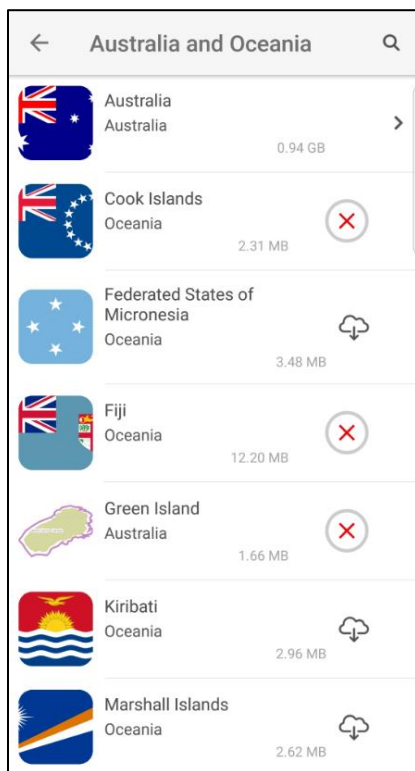 Australia and Oceania
Australia
Australia
0.94 GB
Cook Islands
Oceania
2.31 MB
Federated States of
Micronesia
Oceania
3.48 MB
Fiji
Oceania
12.20 MB
Green Island
Australia
1.66 MB
Kiribati
Oceania
2.96 MB
Marshall Islands
Oceania
2.62 MB